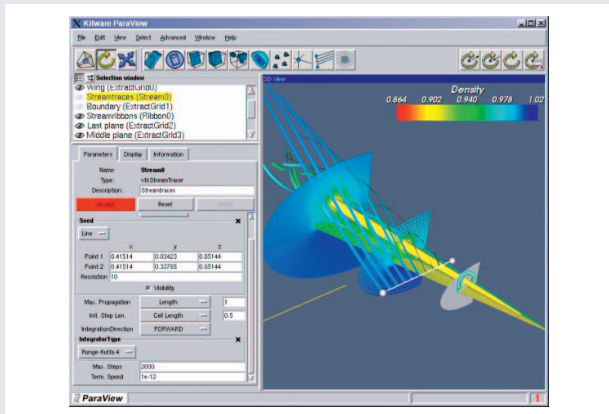 Kitware ParaView
File Edit View Select Advanced Window Help
Selection window
3D View
Wing (ExtractGrid0)
Streamtraces (Stream0)
Boundary (ExtractGrid1)
Streamribbons (Ribbon0)
Last plane (ExtractGrid2)
Middle plane (ExtractGrid3)
Density
0.864 0.902 0.940 0.978 1.02
Parameters Display Information
Name: Stream0
Type: vtkStreamTracer
Description: Streamtraces
Accept Reset Delete
Seed
Line
x y z
Point 1 0.41514 0.03423 0.05144
Point 2 0.41514 0.33785 0.05144
Resolution 10
Visibility
Max. Propagation Length 1
Init. Step Len. Cell Length 0.5
IntegrationDirection FORWARD
IntegratorType
Runge-Kutta 4
Max. Steps 2000
Term. Speed 1e-12
ParaView